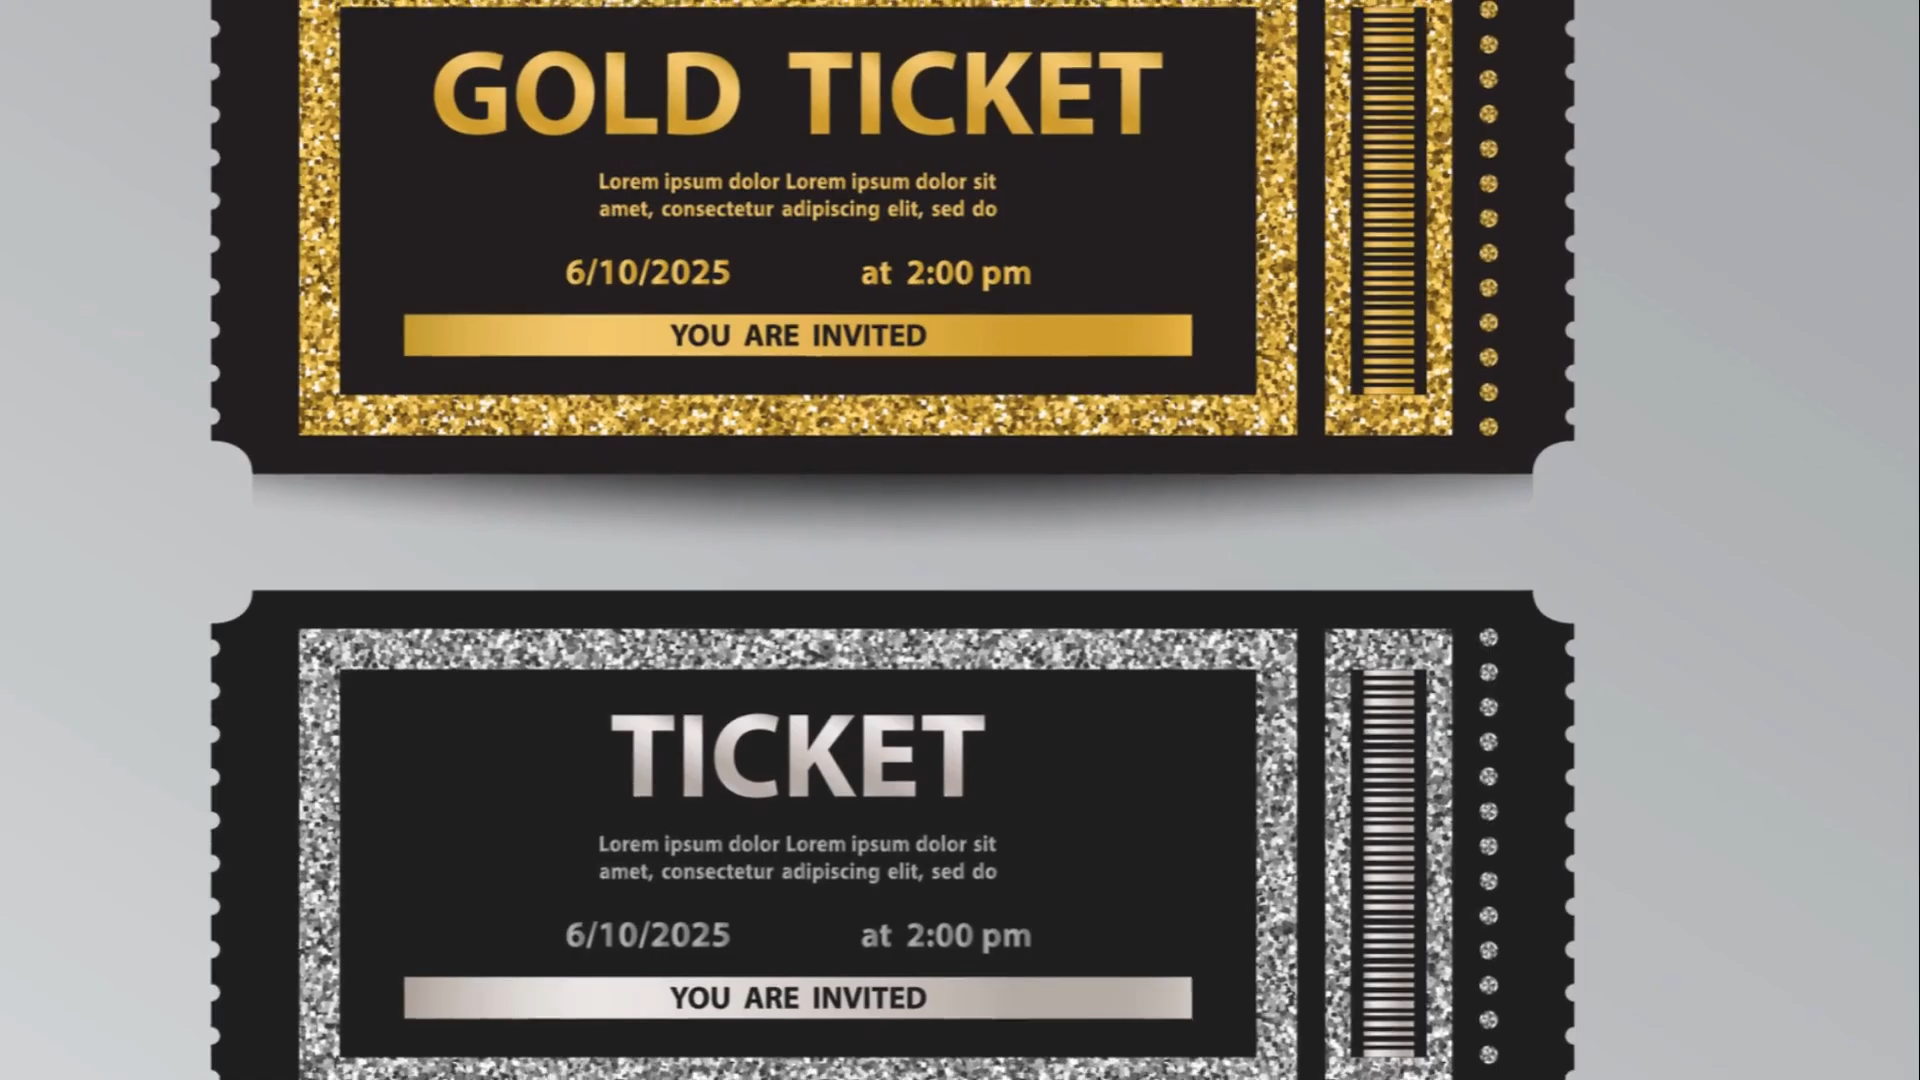 GOLD TICKET
Lorem ipsum dolor Lorem ipsum dolor sit
amet, consectetur adipiscing elit, sed do
6/10/2025 at 2:00 pm
YOU ARE INVITED
TICKET
Lorem ipsum dolor Lorem ipsum dolor sit
amet, consectetur adipiscing elit, sed do
6/10/2025 at 2:00 pm
YOU ARE INVITED